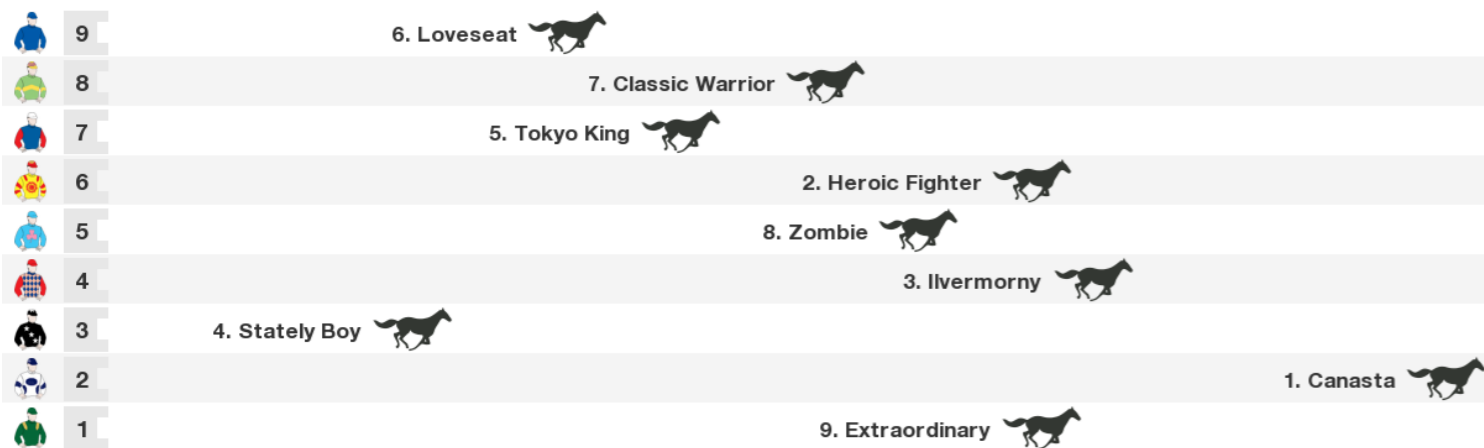 9 6. Loveseat
8 7. Classic Warrior
7 5. Tokyo King
6 2. Heroic Fighter
5 8. Zombie
4 3. Ilvermorny
3 4. Stately Boy
2 1. Canasta
1 9. Extraordinary